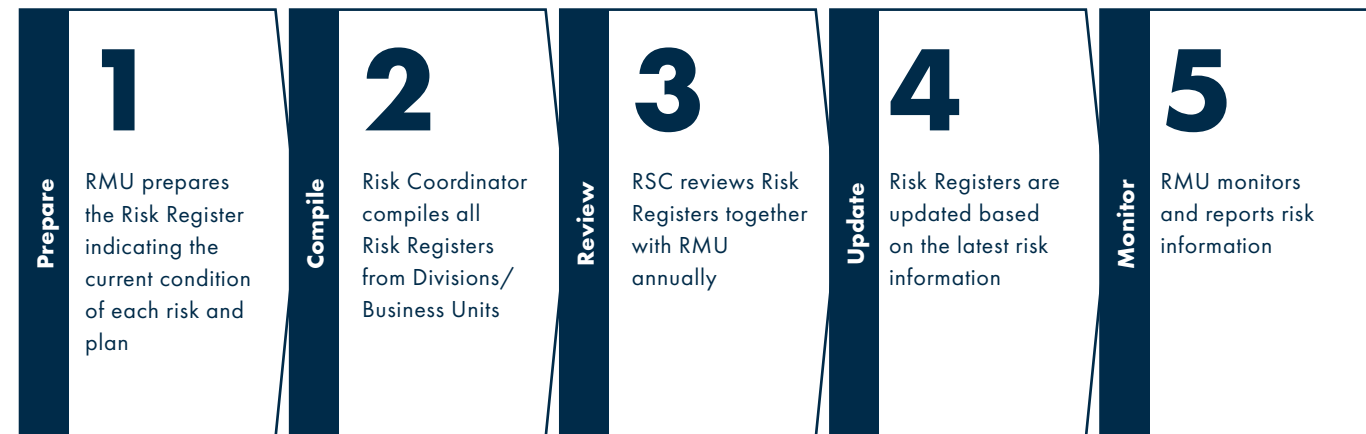 Prepare
1
RMU prepares
the Risk Register
indicating the
current condition
of each risk and
plan
Compile
2
Risk Coordinator
compiles all
Risk Registers
from Divisions/
Business Units
Review
3
RSC reviews Risk
Registers together
with RMU
annually
Update
4
Risk Registers are
updated based
on the latest risk
information
Monitor
5
RMU monitors
and reports risk
information